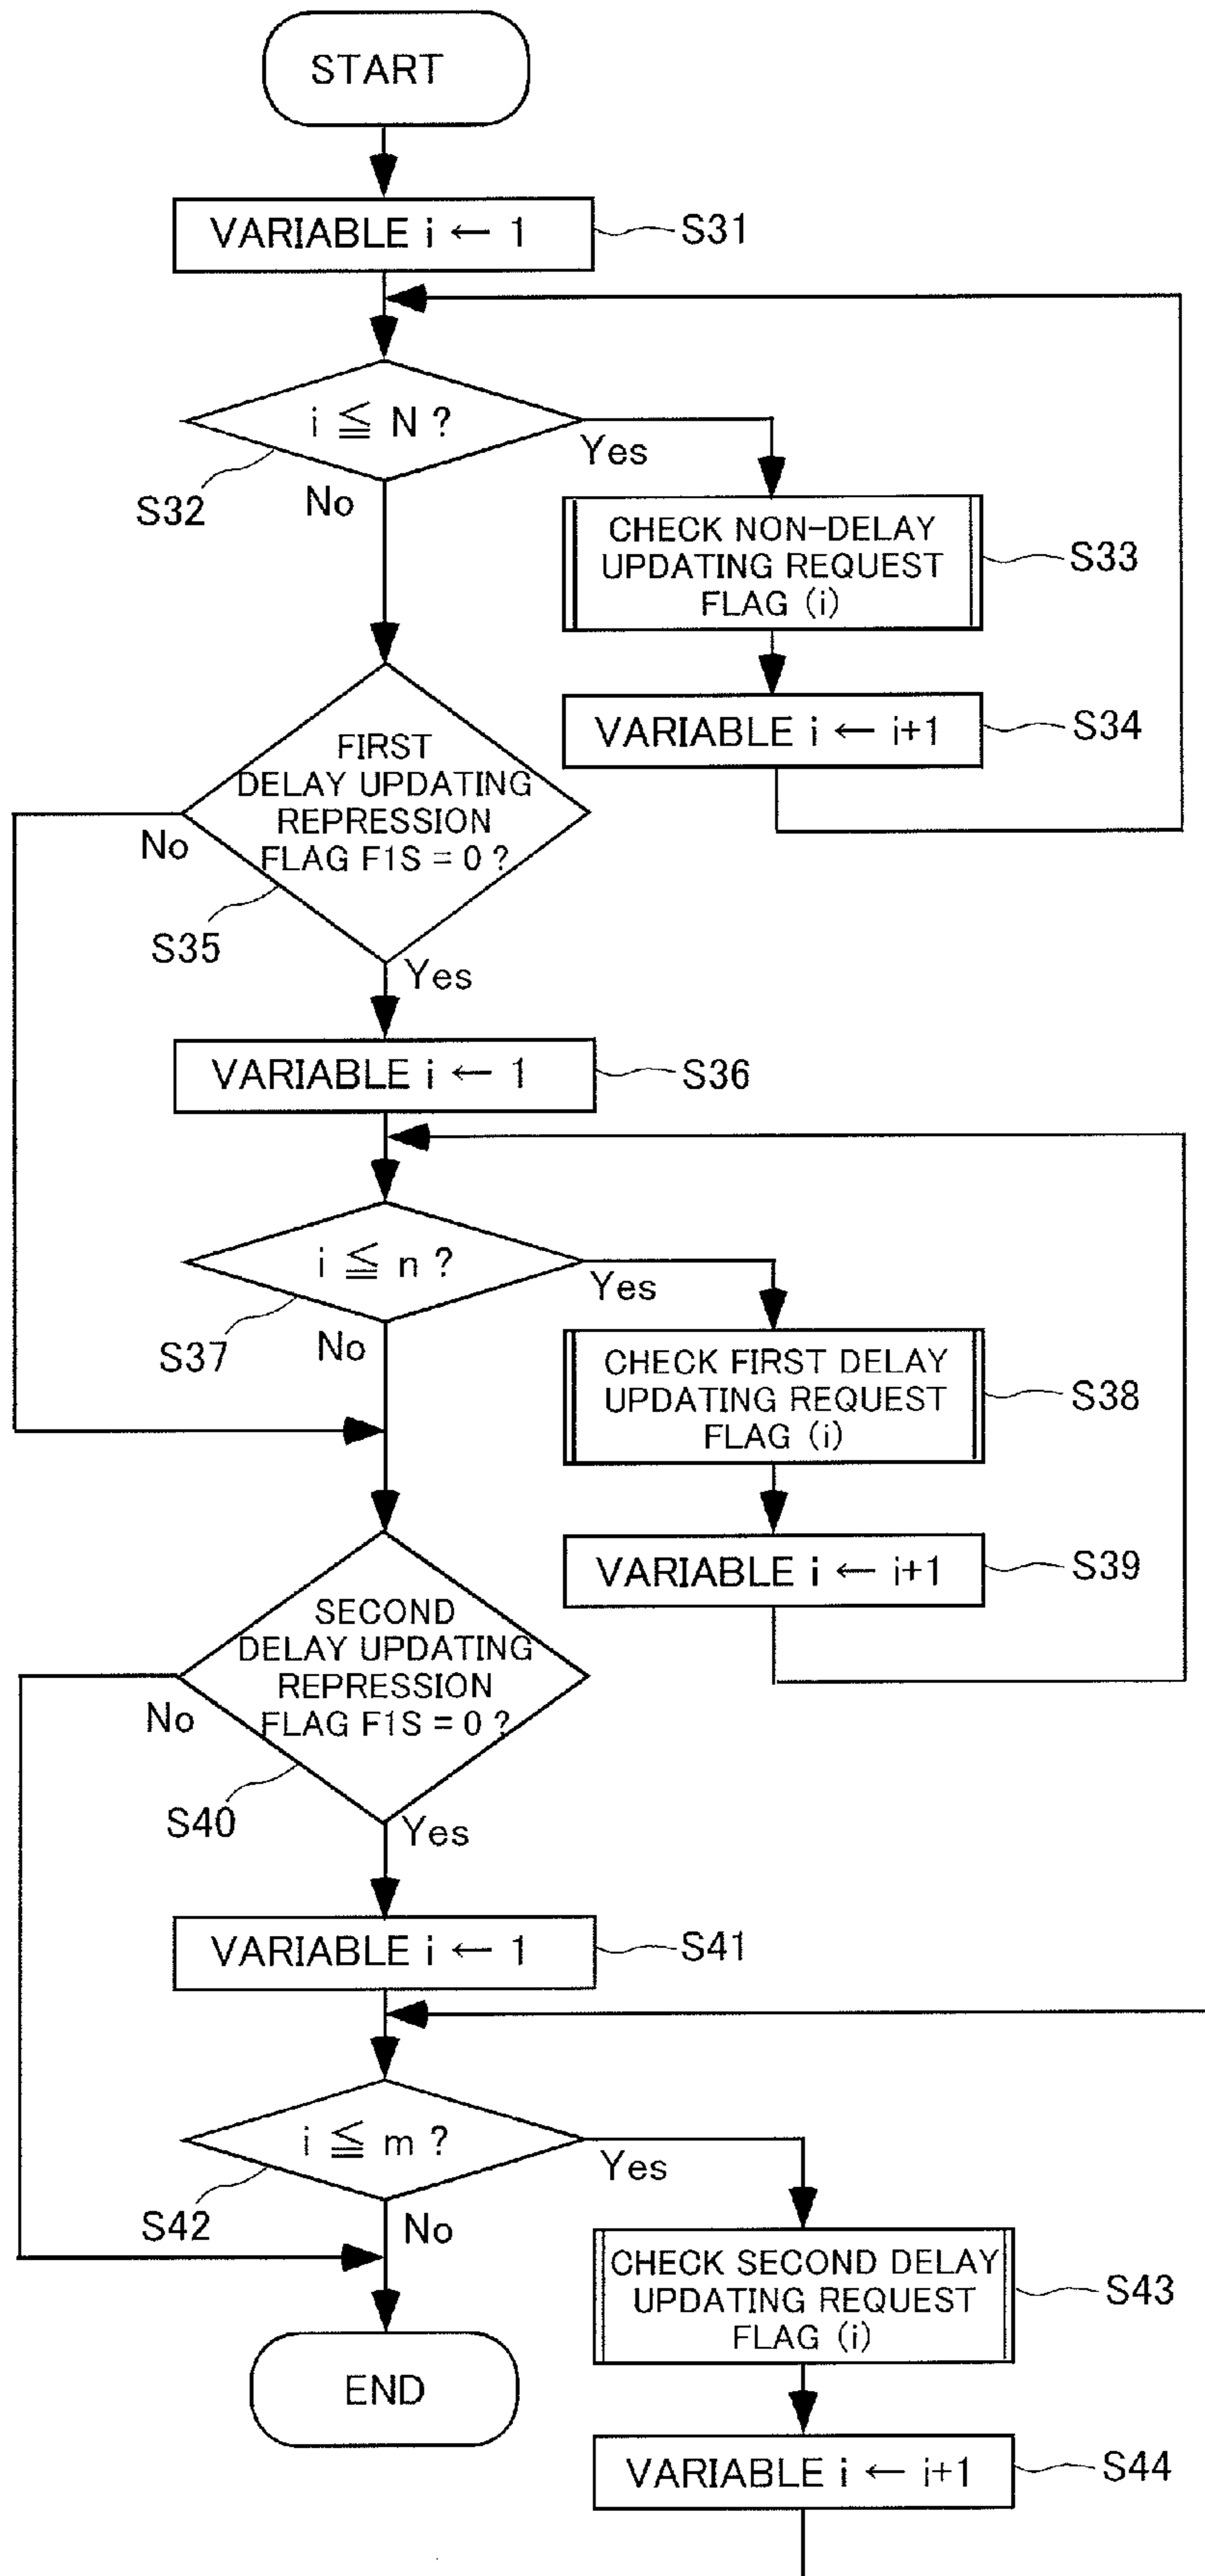 START
VARIABLE i ← 1
S31
i ≦ N ?
Yes
S32
No
CHECK NON-DELAY
UPDATING REQUEST
FLAG (i)
S33
VARIABLE i ← i+1
S34
FIRST
DELAY UPDATING
REPRESSION
FLAG F1S = 0 ?
No
S35
Yes
VARIABLE i ← 1
S36
i ≦ n ?
Yes
S37
No
CHECK FIRST DELAY
UPDATING REQUEST
FLAG (i)
S38
VARIABLE i ← i+1
S39
SECOND
DELAY UPDATING
REPRESSION
FLAG F1S = 0 ?
No
S40
Yes
VARIABLE i ← 1
S41
i ≦ m ?
Yes
S42
No
CHECK SECOND DELAY
UPDATING REQUEST
FLAG (i)
S43
END
VARIABLE i ← i+1
S44